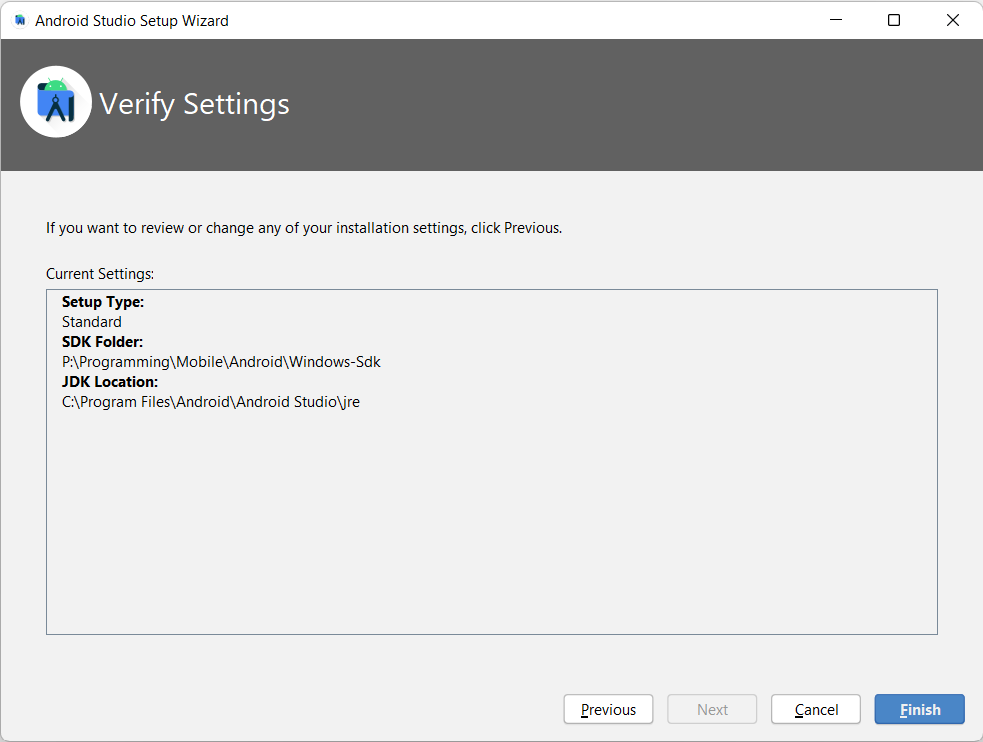 Android Studio Setup Wizard
Verify Settings
If you want to review or change any of your installation settings, click Previous.
Current Settings:
Setup Type:
Standard
SDK Folder:
P:\Programming\Mobile\Android\Windows-Sdk
JDK Location:
C:\Program Files\Android\Android Studio\jre
Previous Next Cancel Finish